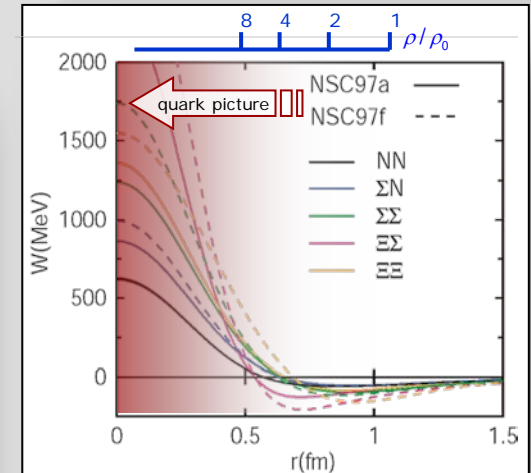 8 4 2 1
ρ/ρ0
2000
NSC97a
quark picture
NSC97f
1500
NN
ΣN
1000
ΣΣ
ΞΣ
ΞΞ
500
0
W(MeV)
0 0.5 1 1.5
r(fm)